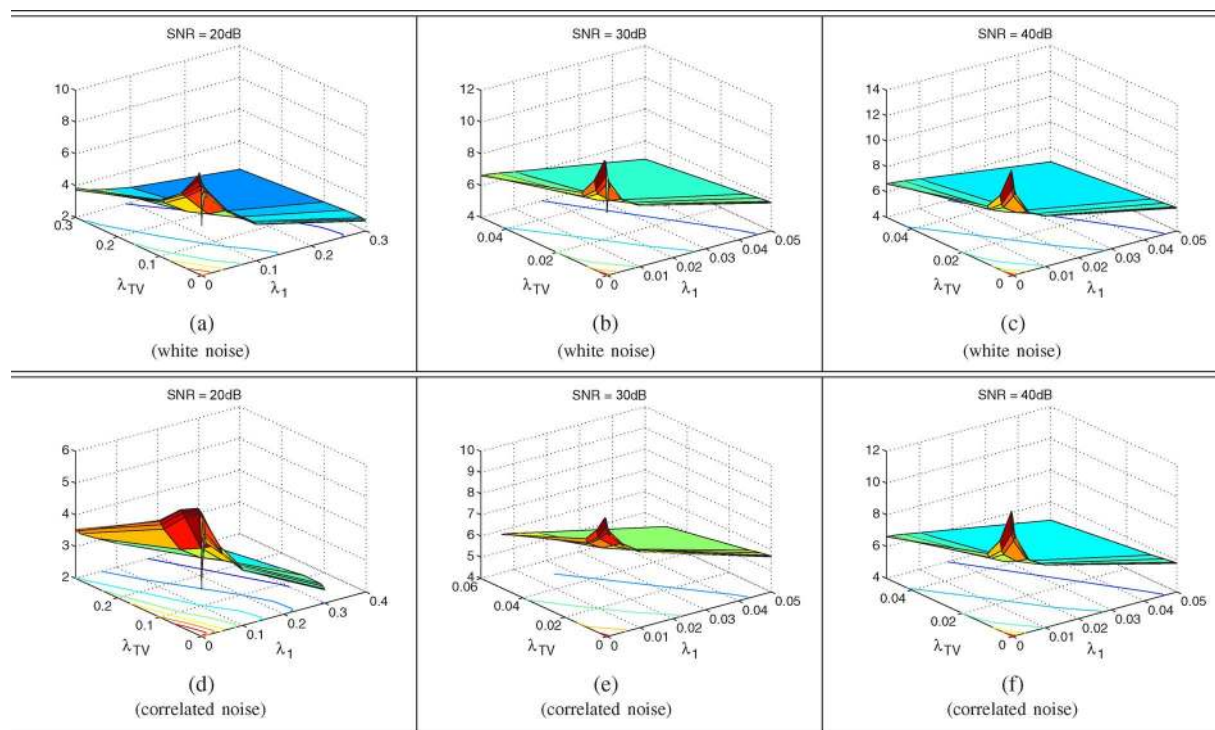 SNR = 20dB
10
8
6
4
2
0.3
0.2
0.1
0
0
0.1
0.2
0.3
λTV
λ1
(a)
(white noise)
SNR = 30dB
12
10
8
6
4
0.04
0.02
0
0
0.01
0.02
0.03
0.04
0.05
λTV
λ1
(b)
(white noise)
SNR = 40dB
14
12
10
8
6
4
0.04
0.02
0
0
0.01
0.02
0.03
0.04
0.05
λTV
λ1
(c)
(white noise)
SNR = 20dB
6
5
4
3
2
0.2
0.1
0
0
0.1
0.2
0.3
0.4
λTV
λ1
(d)
(correlated noise)
SNR = 30dB
10
9
8
7
6
5
4
0.06
0.04
0.02
0
0
0.01
0.02
0.03
0.04
0.05
λTV
λ1
(e)
(correlated noise)
SNR = 40dB
12
10
8
6
4
0.04
0.02
0
0
0.01
0.02
0.03
0.04
0.05
λTV
λ1
(f)
(correlated noise)